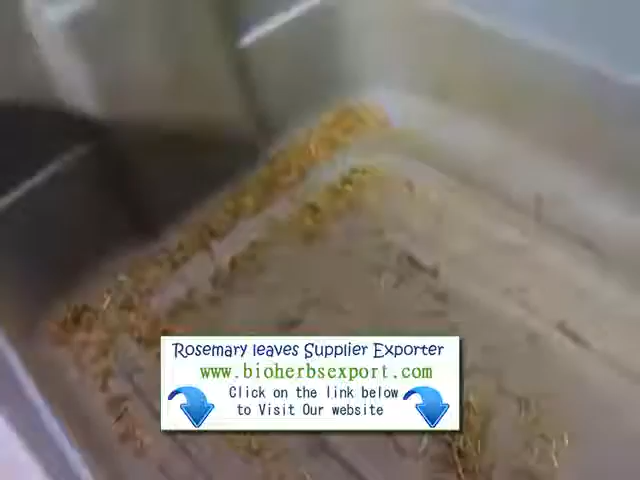 Rosemary leaves Supplier Exporter
www.bioherbsexport.com
Click on the link below
to Visit Our website